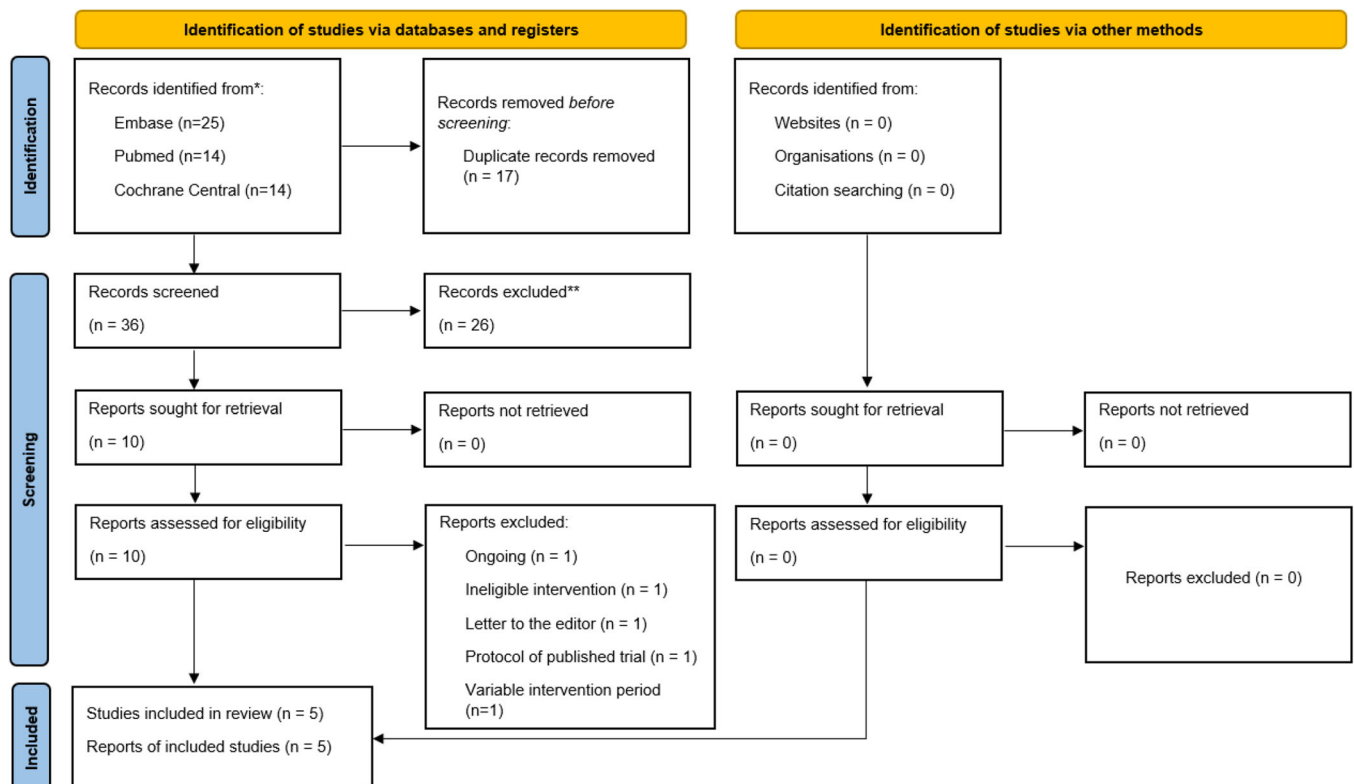 Identification of studies via databases and registers
Identification of studies via other methods
Identification
Records identified from*:
Embase (n=25)
Pubmed (n=14)
Cochrane Central (n=14)
Records removed before
screening:
Duplicate records removed
(n = 17)
Records identified from:
Websites (n = 0)
Organisations (n = 0)
Citation searching (n = 0)
Screening
Records screened
(n = 36)
Records excluded**
(n = 26)
Reports sought for retrieval
(n = 10)
Reports not retrieved
(n = 0)
Reports sought for retrieval
(n = 0)
Reports not retrieved
(n = 0)
Reports assessed for eligibility
(n = 10)
Reports excluded:
Ongoing (n = 1)
Ineligible intervention (n = 1)
Letter to the editor (n = 1)
Protocol of published trial (n = 1)
Variable intervention period
(n=1)
Reports assessed for eligibility
(n = 0)
Reports excluded (n = 0)
Included
Studies included in review (n = 5)
Reports of included studies (n = 5)